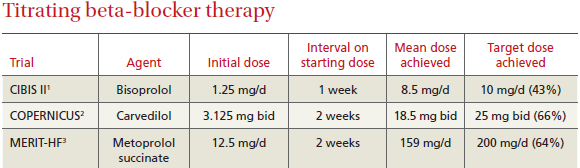 Titrating beta-blocker therapy
Interval on Mean dose Target dose
Trial Agent Initial dose starting dose achieved achieved
CIBIS II¹ Bisoprolol 1.25 mg/d 1 week 8.5 mg/d 10 mg/d (43%)
COPERNICUS² Carvedilol 3.125 mg bid 2 weeks 18.5 mg bid 25 mg bid (66%)
MERIT-HF³ Metoprolol 12.5 mg/d 2 weeks 159 mg/d 200 mg/d (64%)
succinate